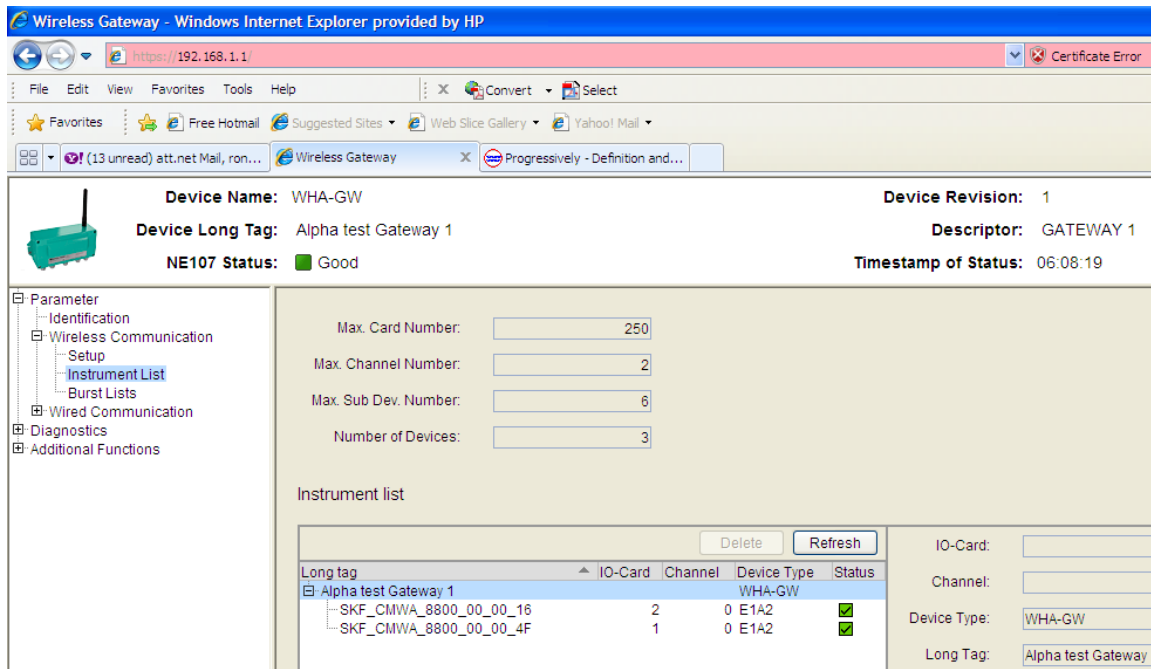 Wireless Gateway - Windows Internet Explorer provided by HP
https://192.168.1.1/ Certificate Error
File Edit View Favorites Tools Help X Convert Select
Favorites Free Hotmail Suggested Sites Web Slice Gallery Yahoo! Mail
(13 unread) att.net Mail, ron... Wireless Gateway X Progressively - Definition and...
Device Name: WHA-GW Device Revision: 1
Device Long Tag: Alpha test Gateway 1 Descriptor: GATEWAY 1
NE107 Status: Good Timestamp of Status: 06:08:19
Parameter
Identification
Wireless Communication
Setup
Instrument List
Burst Lists
Wired Communication
Diagnostics
Additional Functions
Max. Card Number: 250
Max. Channel Number: 2
Max. Sub Dev. Number: 6
Number of Devices: 3
Instrument list
Delete Refresh
Long tag IO-Card Channel Device Type Status
Alpha test Gateway 1 WHA-GW
SKF_CMWA_8800_00_00_16 2 0 E1A2
SKF_CMWA_8800_00_00_4F 1 0 E1A2
IO-Card:
Channel:
Device Type: WHA-GW
Long Tag: Alpha test Gateway